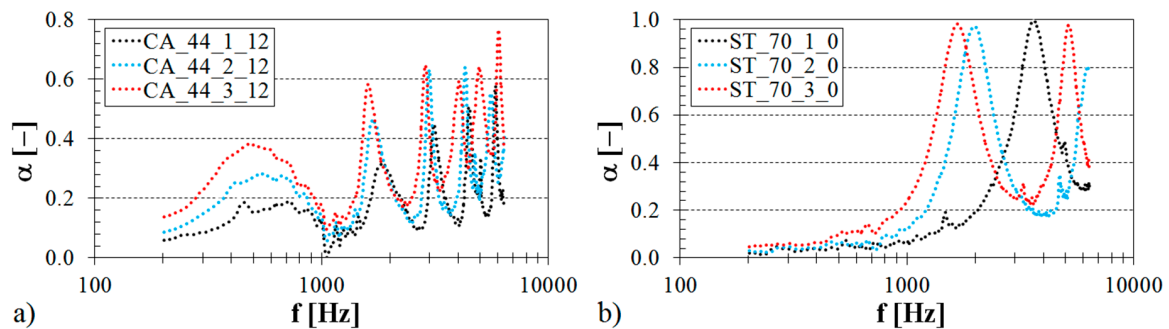 0.8
0.6
0.4
0.2
0.0
α [-]
CA_44_1_12
CA_44_2_12
CA_44_3_12
100
1000
10000
f [Hz]
a)
1.0
0.8
0.6
0.4
0.2
0.0
α [-]
ST_70_1_0
ST_70_2_0
ST_70_3_0
100
1000
10000
f [Hz]
b)